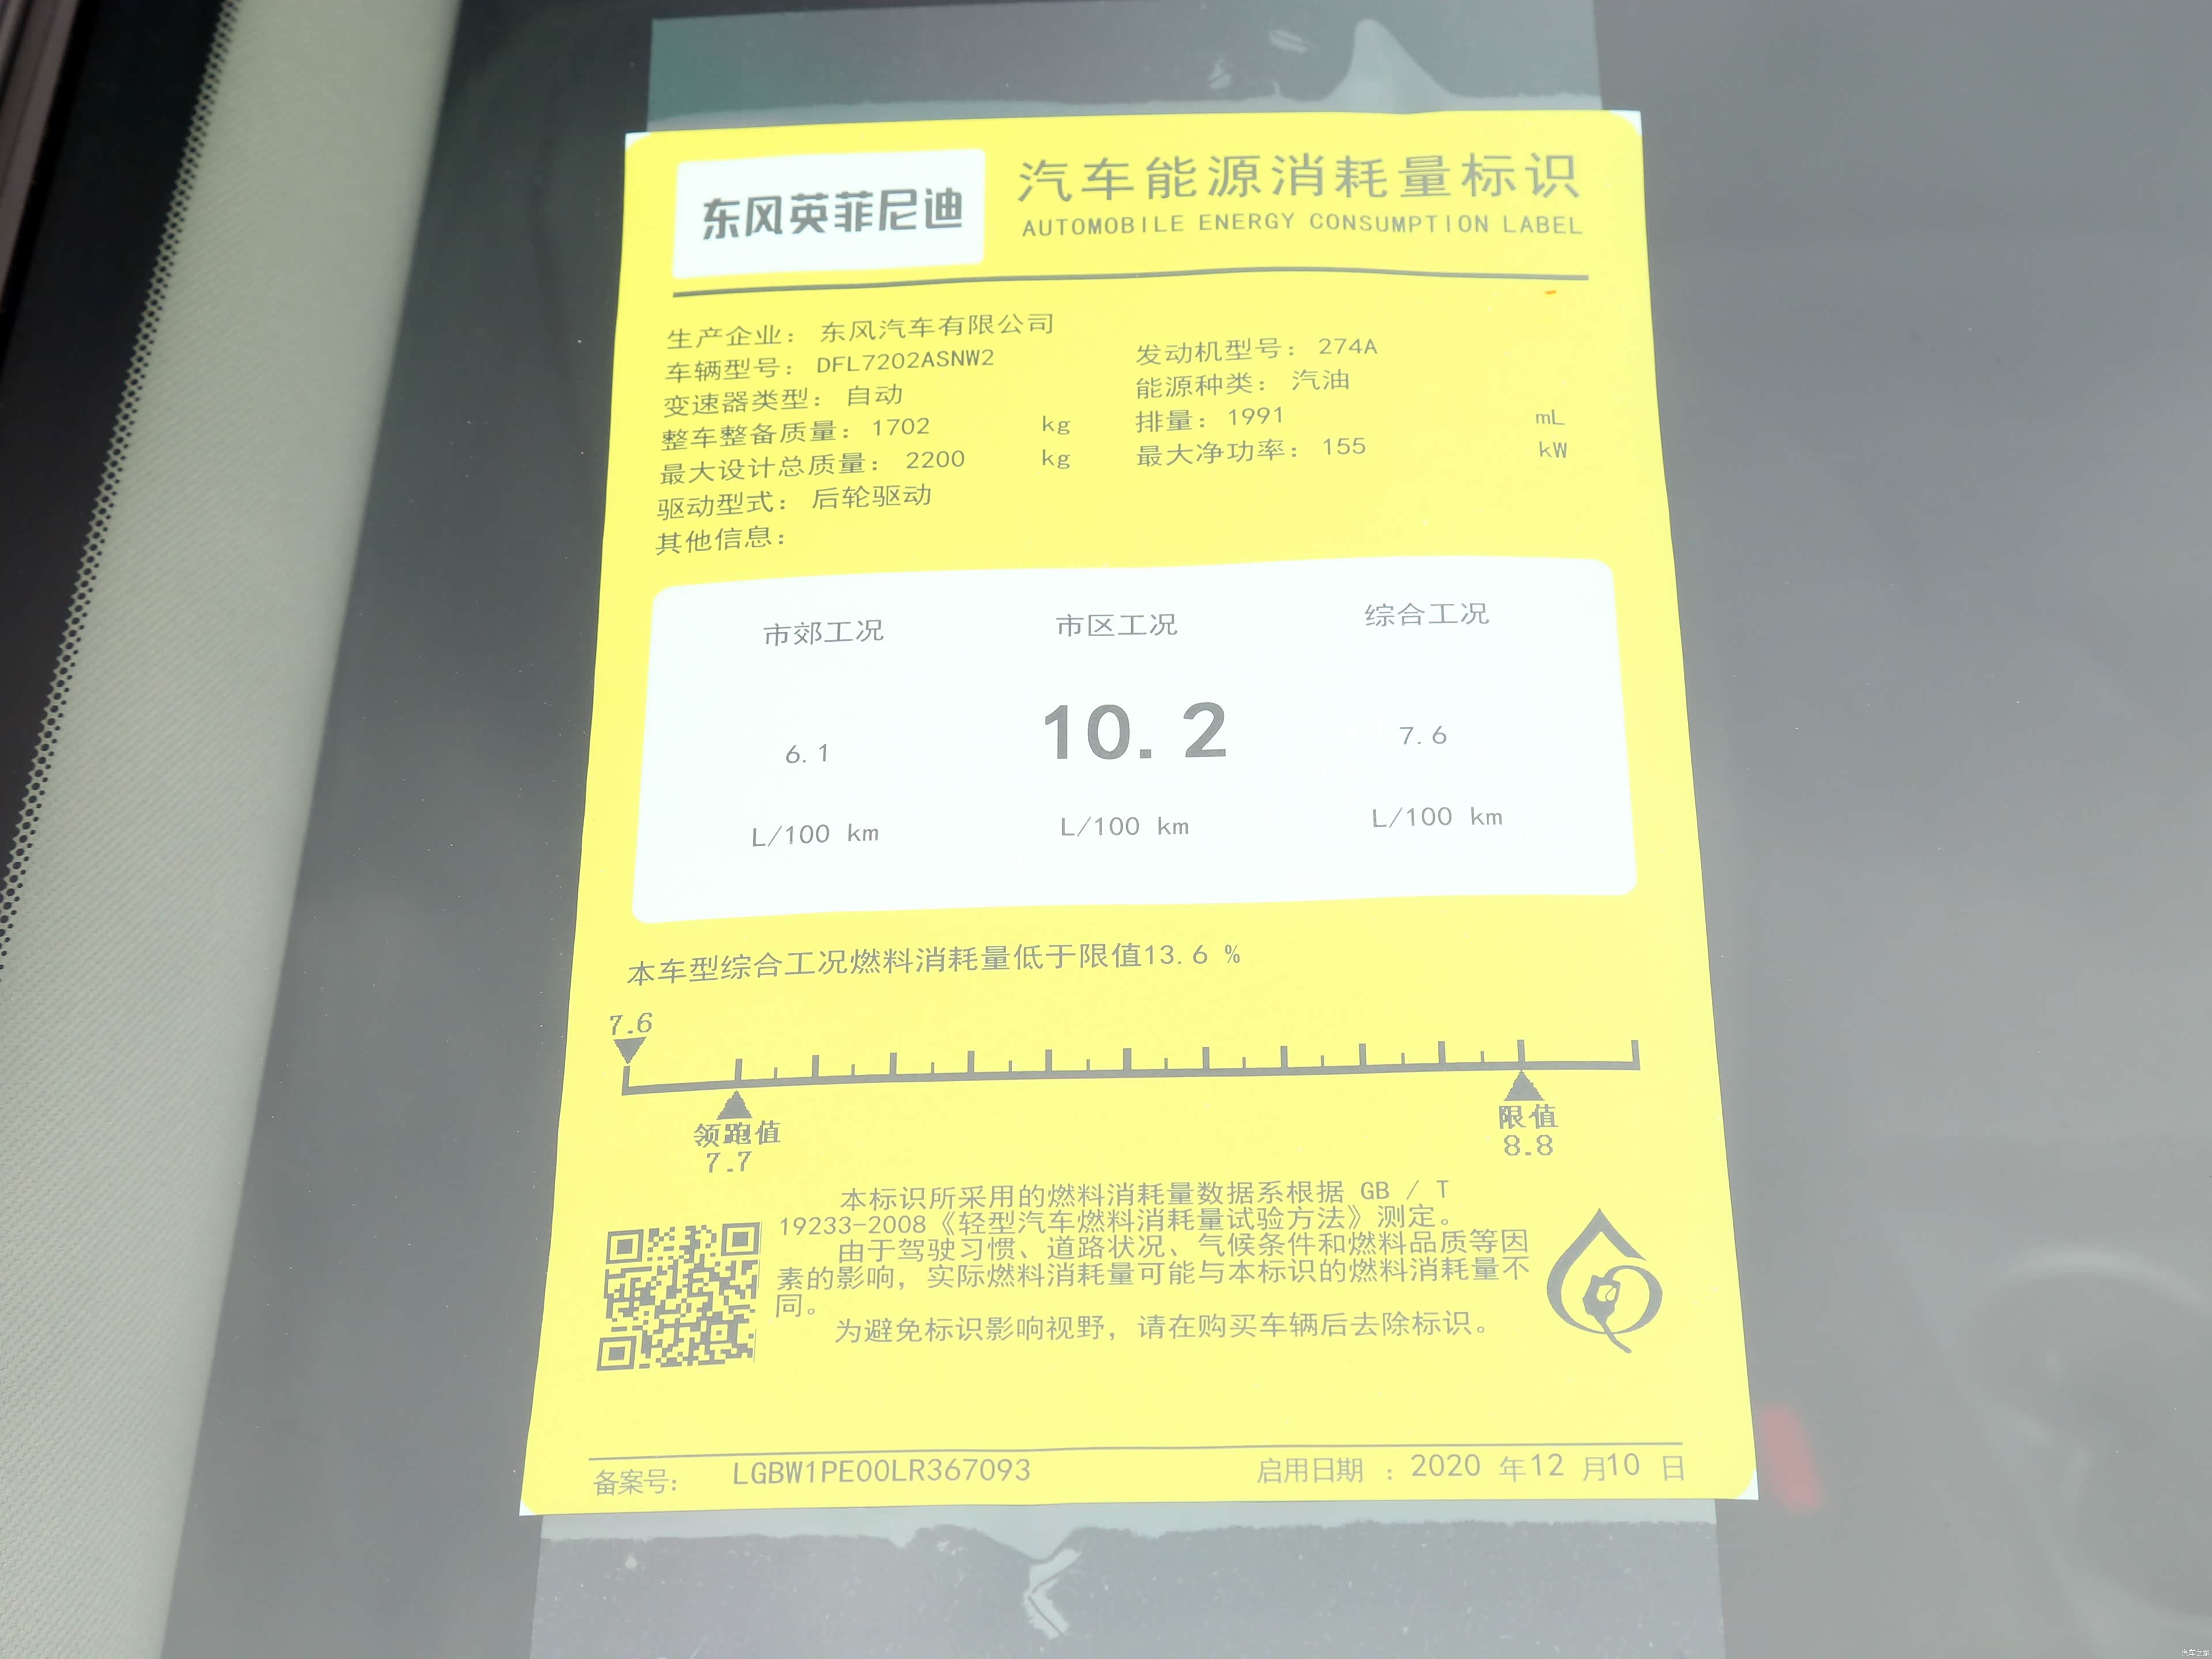 东风英菲尼迪
汽车能源消耗量标识
AUTOMOBILE ENERGY CONSUMPTION LABEL
生产企业： 东风汽车有限公司
车辆型号： DFL7202ASNW2
发动机型号： 274A
变速器类型： 自动
能源种类： 汽油
整车整备质量： 1702 kg
排量： 1991 mL
最大设计总质量： 2200 kg
最大净功率： 155 kW
驱动型式： 后轮驱动
其他信息：
市郊工况 市区工况 综合工况
6.1 10.2 7.6
L/100 km L/100 km L/100 km
本车型综合工况燃料消耗量低于限值13.6 %
7.6
领跑值 限值
7.7 8.8
本标识所采用的燃料消耗量数据系根据 GB / T
19233-2008《轻型汽车燃料消耗量试验方法》测定。
由于驾驶习惯、道路状况、气候条件和燃料品质等因
素的影响，实际燃料消耗量可能与本标识的燃料消耗量不
同。
为避免标识影响视野，请在购买车辆后去除标识。
备案号： LGBW1PE00LR367093 启用日期 ：2020 年12 月10 日
汽车之家